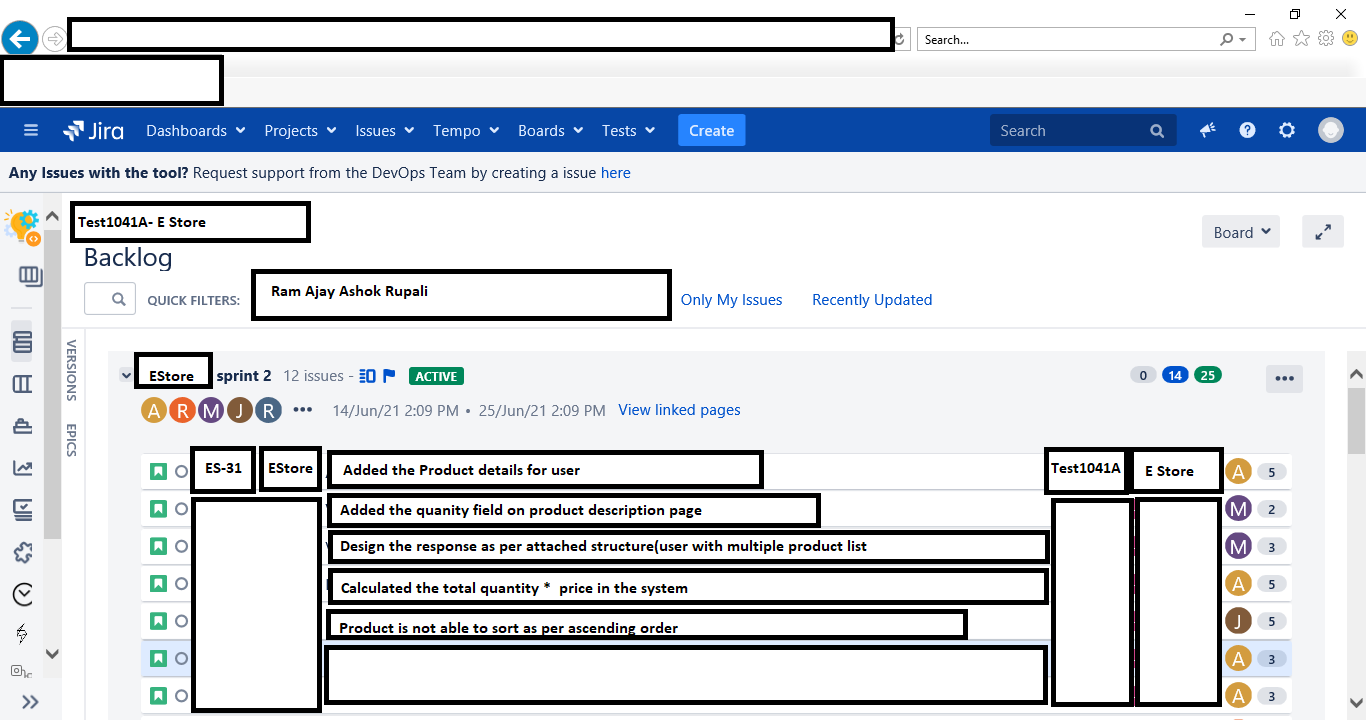 Search...
Jira Dashboards Projects Issues Tempo Boards Tests Create Search
Any Issues with the tool? Request support from the DevOps Team by creating a issue here
Test1041A- E Store
Board
Backlog
QUICK FILTERS: Ram Ajay Ashok Rupali Only My Issues Recently Updated
VERSIONS
EPICS
EStore sprint 2 12 issues - ACTIVE 0 14 25
A R M J R ••• 14/Jun/21 2:09 PM • 25/Jun/21 2:09 PM View linked pages
ES-31 EStore Added the Product details for user Test1041A E Store A 5
Added the quanity field on product description page M 2
Design the response as per attached structure(user with multiple product list M 3
Calculated the total quantity * price in the system A 5
Product is not able to sort as per ascending order J 5
A 3
A 3